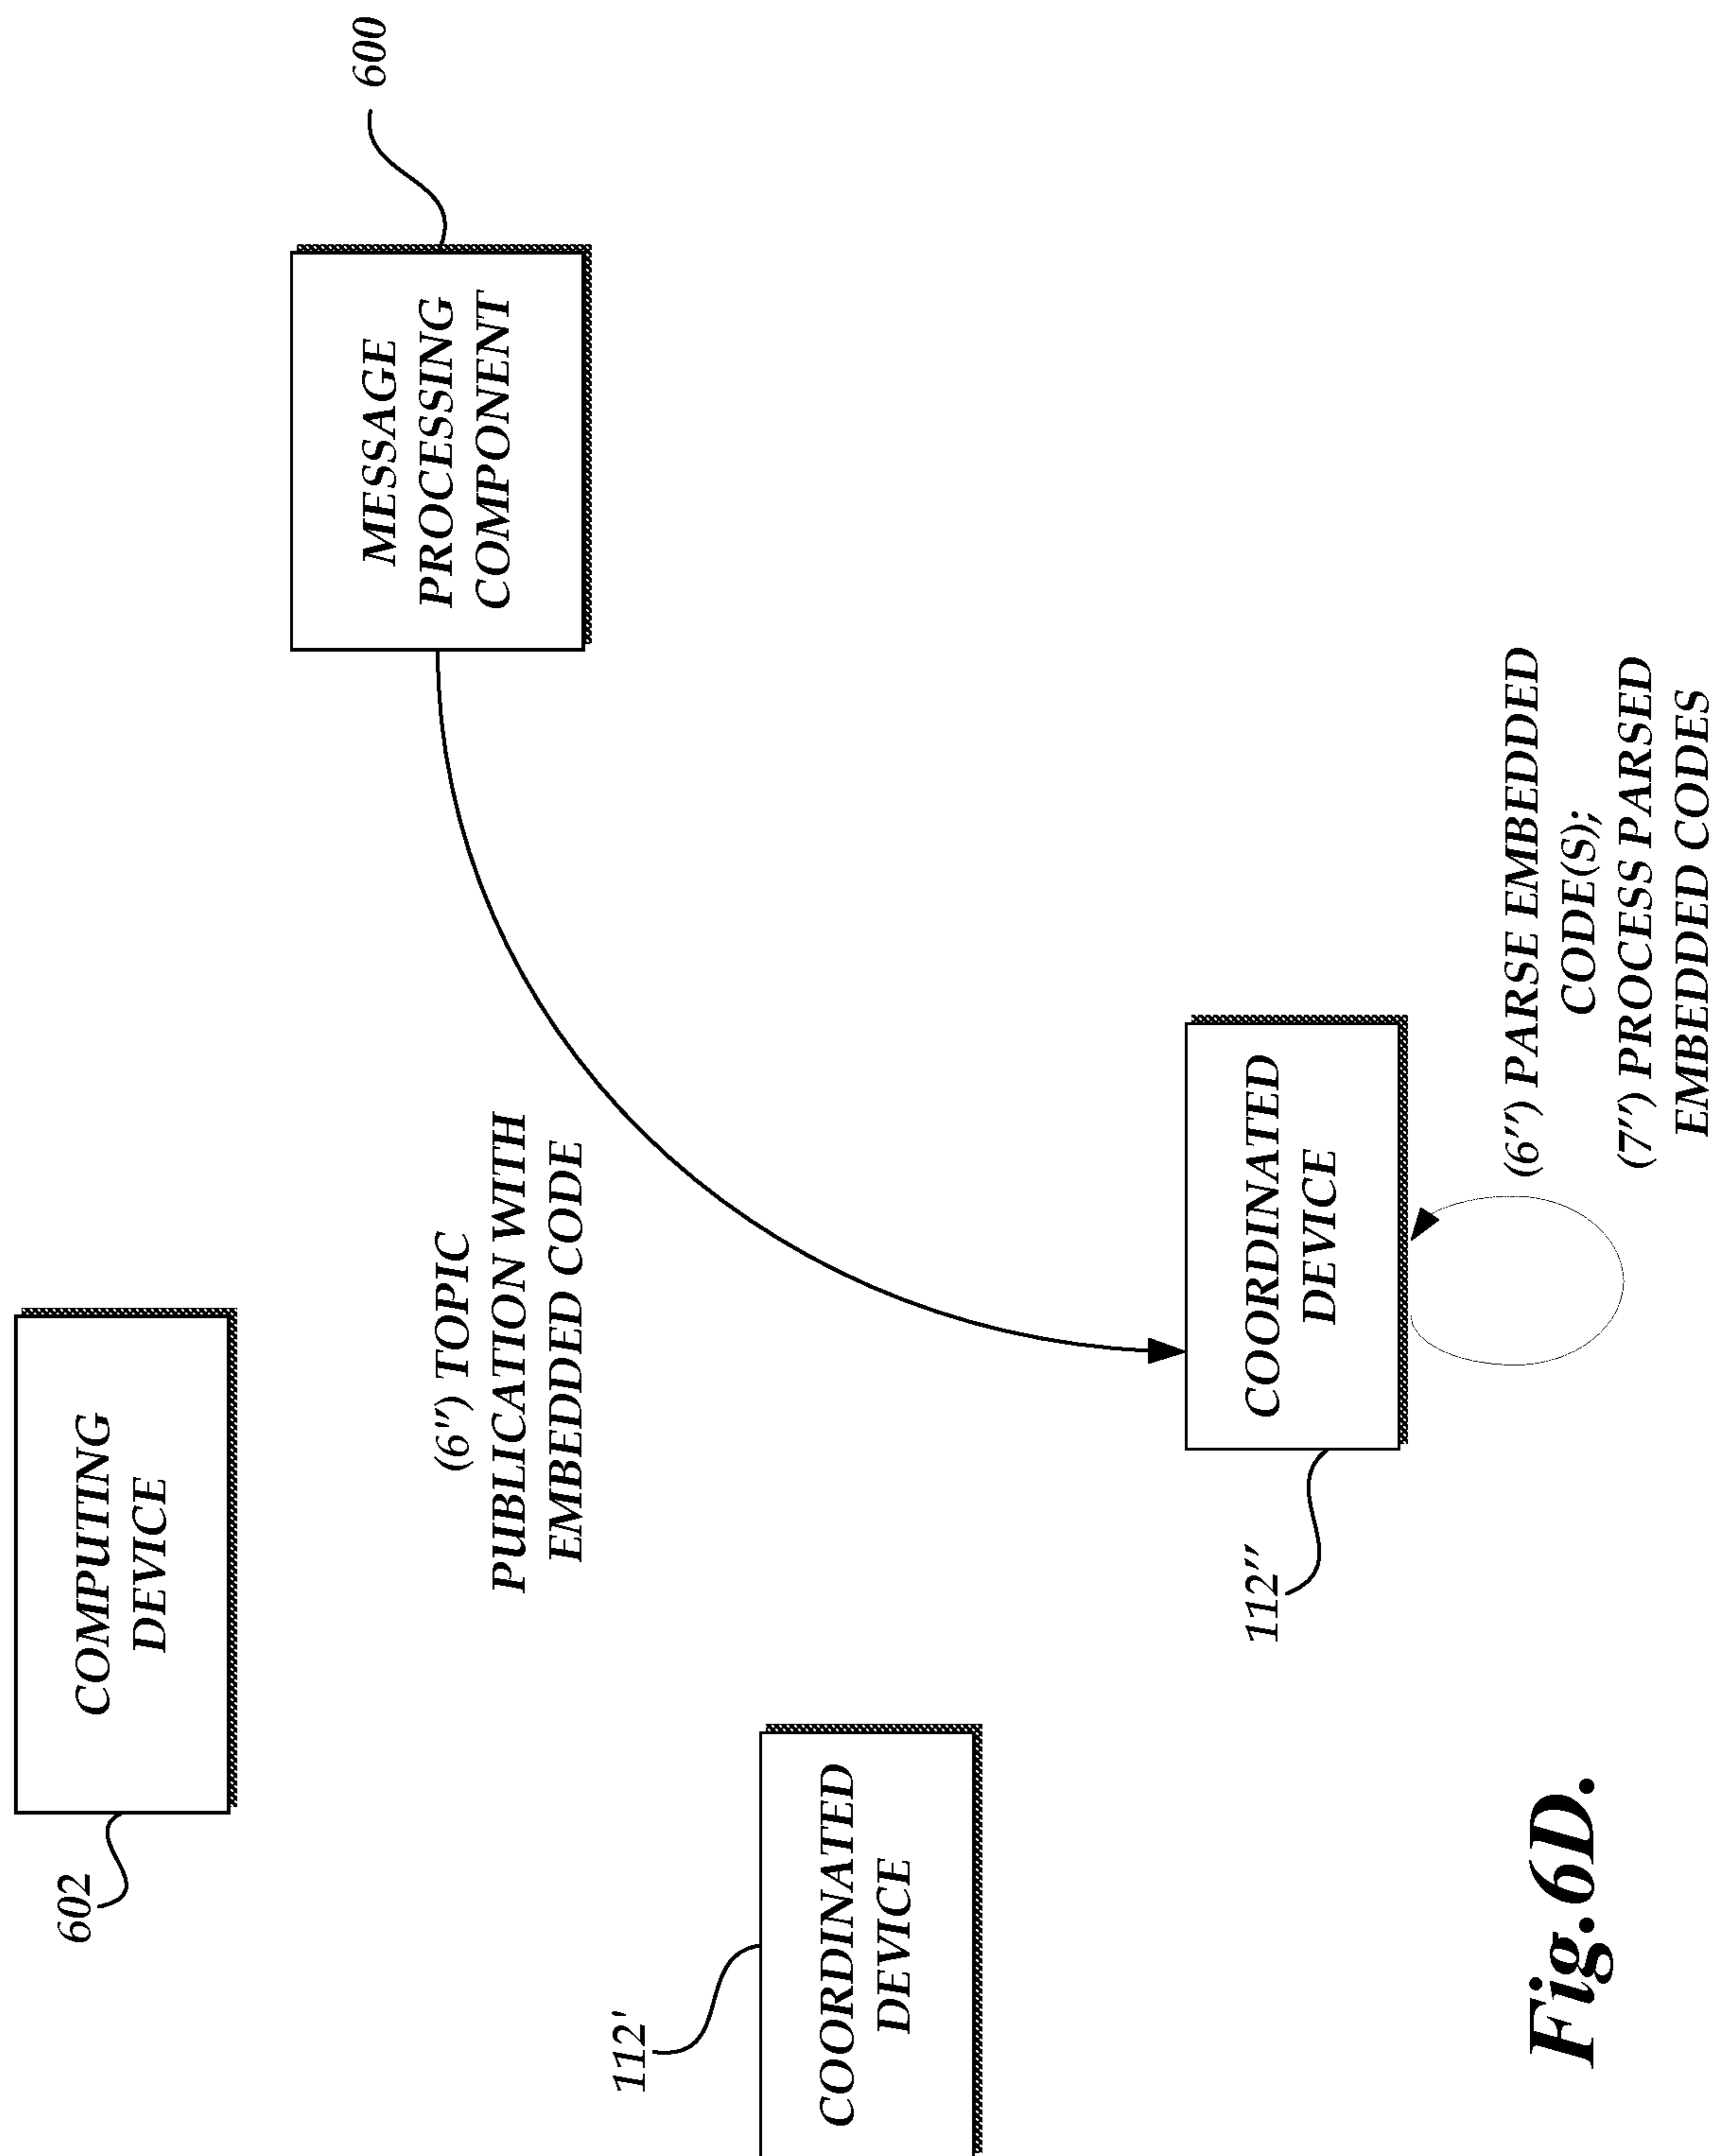 602
COMPUTING
DEVICE
600
MESSAGE
PROCESSING
COMPONENT
(6") TOPIC
PUBLICATION WITH
EMBEDDED CODE
112'
COORDINATED
DEVICE
112''
COORDINATED
DEVICE
(6'') PARSE EMBEDDED
CODE(S);
(7'') PROCESS PARSED
EMBEDDED CODES
Fig.6D.